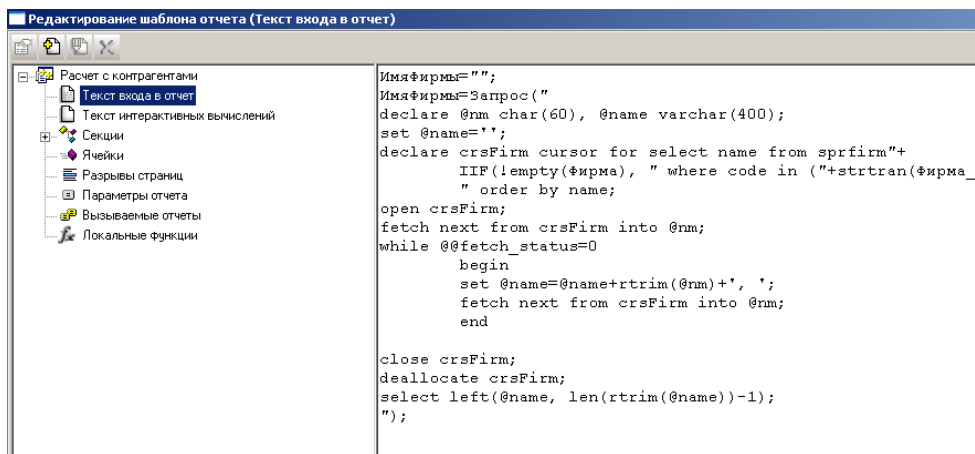 Редактирование шаблона отчета (Текст входа в отчет)
Расчет с контрагентами
Текст входа в отчет
Текст интерактивных вычислений
Секции
Ячейки
Разрывы страниц
Параметры отчета
Вызываемые отчеты
Локальные функции
ИмяФирмы="";
ИмяФирмы=Запрос("
declare @nm char(60), @name varchar(400);
set @name='';
declare crsFirm cursor for select name from sprfirm"+
IIF(!empty(Фирма), " where code in ("+strtran(Фирма_
" order by name;
open crsFirm;
fetch next from crsFirm into @nm;
while @@fetch_status=0
begin
set @name=@name+rtrim(@nm)+', ';
fetch next from crsFirm into @nm;
end
close crsFirm;
deallocate crsFirm;
select left(@name, len(rtrim(@name))-1);
");